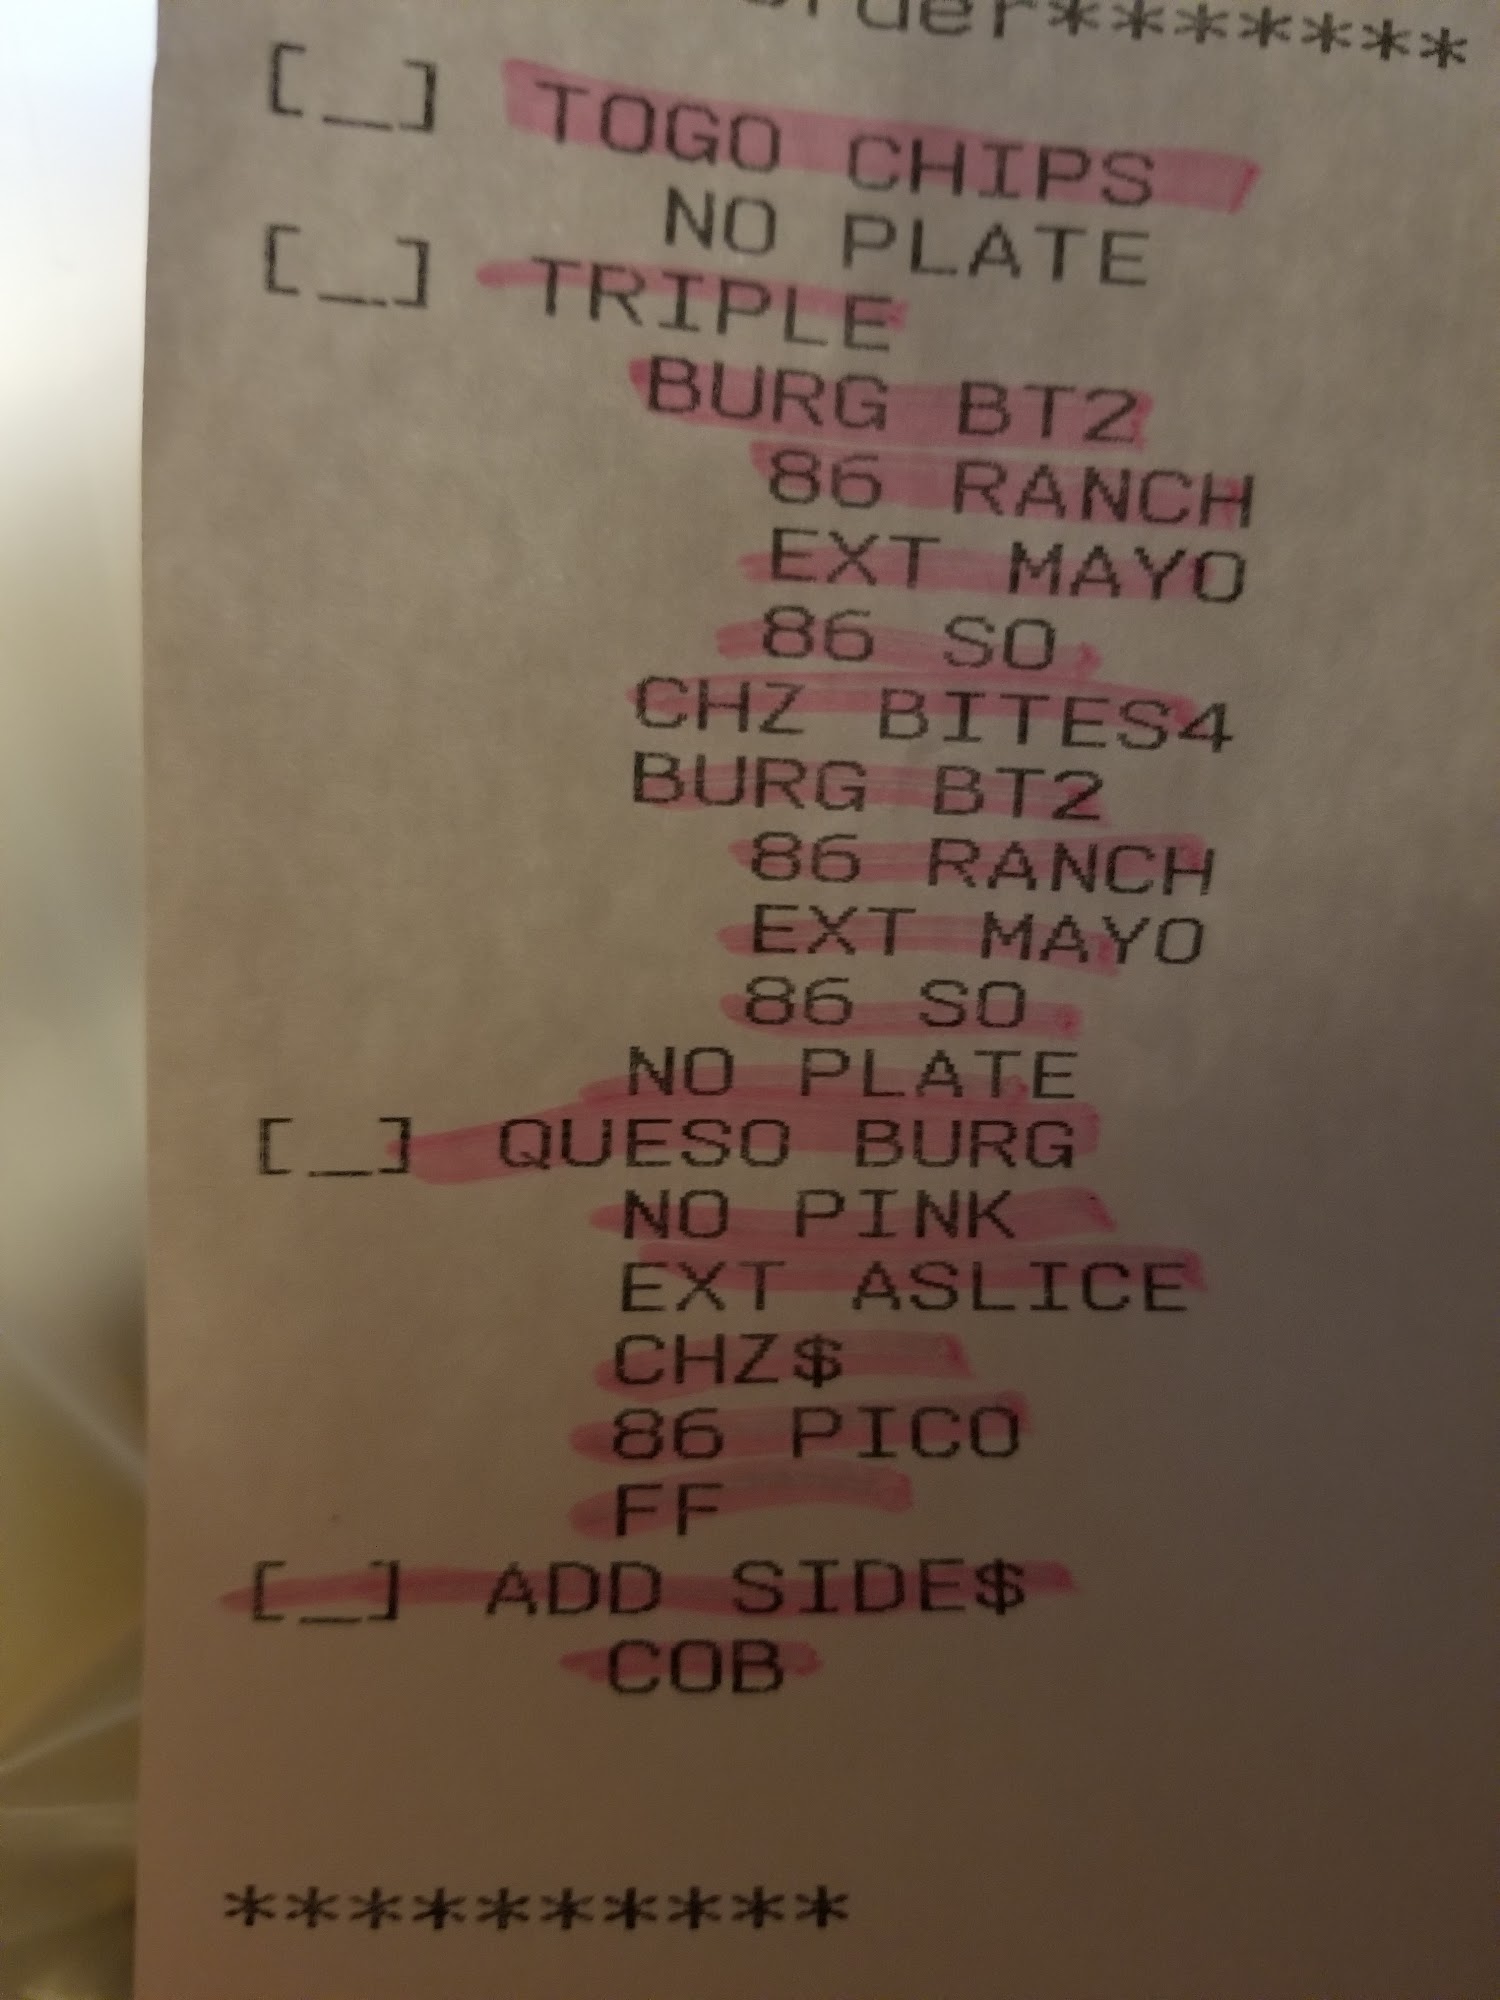 order*******
[_] TOGO CHIPS
NO PLATE
[_] TRIPLE
BURG BT2
86 RANCH
EXT MAYO
86 SO
CHZ BITES4
BURG BT2
86 RANCH
EXT MAYO
86 SO
NO PLATE
[_] QUESO BURG
NO PINK
EXT ASLICE
CHZ$
86 PICO
FF
[_] ADD SIDE$
COB
**********